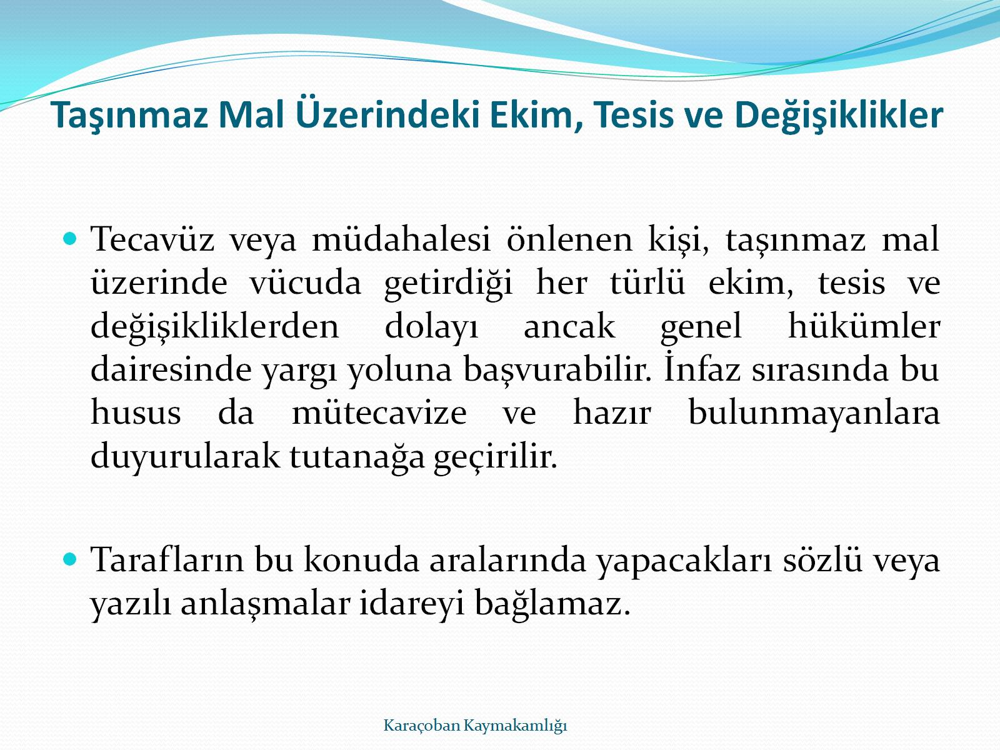 Taşınmaz Mal Üzerindeki Ekim, Tesis ve Değişiklikler
• Tecavüz veya müdahalesi önlenen kişi, taşınmaz mal
üzerinde vücuda getirdiği her türlü ekim, tesis ve
değişikliklerden dolayı ancak genel hükümler
dairesinde yargı yoluna başvurabilir. İnfaz sırasında bu
husus da mütecavize ve hazır bulunmayanlara
duyurularak tutanağa geçirilir.
• Tarafların bu konuda aralarında yapacakları sözlü veya
yazılı anlaşmalar idareyi bağlamaz.
Karaçoban Kaymakamlığı